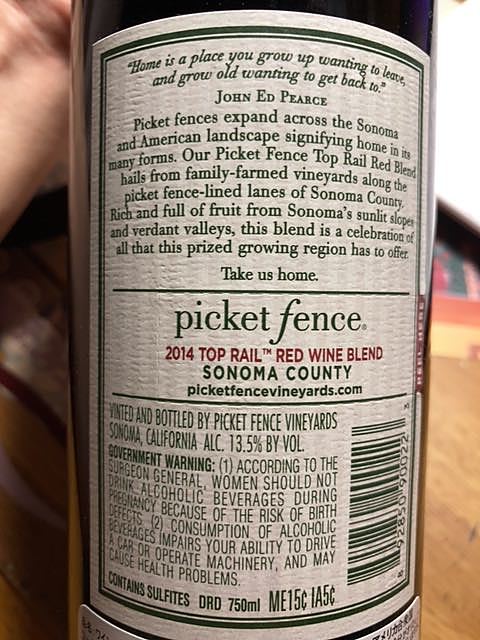 "Home is a place you grow up wanting to leave,
and grow old wanting to get back to."
JOHN ED PEARCE
Picket fences expand across the Sonoma
and American landscape signifying home in its
many forms. Our Picket Fence Top Rail Red Blend
hails from family-farmed vineyards along the
picket fence-lined lanes of Sonoma County.
Rich and full of fruit from Sonoma's sunlit slopes
and verdant valleys, this blend is a celebration of
all that this prized growing region has to offer.
Take us home.
picket fence®
2014 TOP RAIL™ RED WINE BLEND
SONOMA COUNTY
picketfencevineyards.com
VINTED AND BOTTLED BY PICKET FENCE VINEYARDS
SONOMA, CALIFORNIA ALC. 13.5% BY VOL.
GOVERNMENT WARNING: (1) ACCORDING TO THE
SURGEON GENERAL, WOMEN SHOULD NOT
DRINK ALCOHOLIC BEVERAGES DURING
PREGNANCY BECAUSE OF THE RISK OF BIRTH
DEFECTS. (2) CONSUMPTION OF ALCOHOLIC
BEVERAGES IMPAIRS YOUR ABILITY TO DRIVE
A CAR OR OPERATE MACHINERY, AND MAY
CAUSE HEALTH PROBLEMS.
CONTAINS SULFITES DRD 750ml ME15¢ IA5¢
PEEL HERE